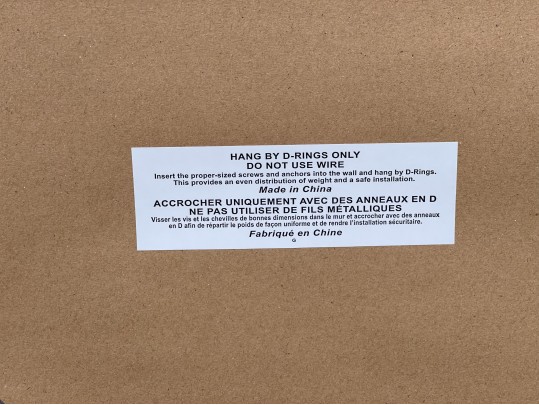 HANG BY D-RINGS ONLY
DO NOT USE WIRE
Insert the proper-sized screws and anchors into the wall and hang by D-Rings.
This provides an even distribution of weight and a safe installation.
Made in China
ACCROCHER UNIQUEMENT AVEC DES ANNEAUX EN D
NE PAS UTILISER DE FILS MÉTALLIQUES
Visser les vis et les chevilles de bonnes dimensions dans le mur et accrocher avec des anneaux
en D afin de répartir le poids de façon uniforme et de rendre l'installation sécuritaire.
Fabriqué en Chine
G